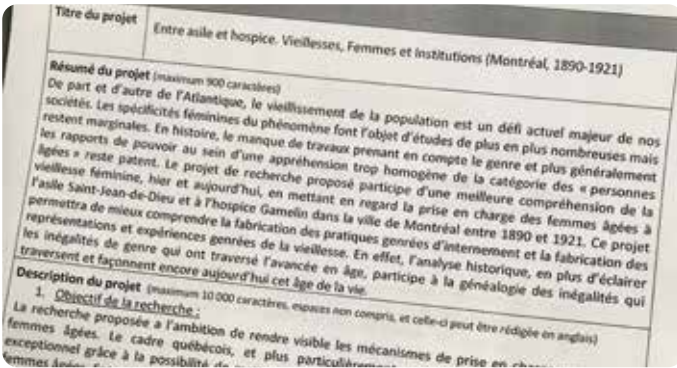 Titre du projet
Entre asile et hospice. Vieillesses, Femmes et Institutions (Montréal, 1890-1921)
Résumé du projet (maximum 900 caractères)
De part et d'autre de l'Atlantique, le vieillissement de la population est un défi actuel majeur de nos
sociétés. Les spécificités féminines du phénomène font l'objet d'études de plus en plus nombreuses mais
restent marginales. En histoire, le manque de travaux prenant en compte le genre et plus généralement
les rapports de pouvoir au sein d'une appréhension trop homogène de la catégorie des « personnes
âgées » reste patent. Le projet de recherche proposé participe d'une meilleure compréhension de la
vieillesse féminine, hier et aujourd'hui, en mettant en regard la prise en charge des femmes âgées à
l'asile Saint-Jean-de-Dieu et à l'hospice Gamelin dans la ville de Montréal entre 1890 et 1921. Ce projet
permettra de mieux comprendre la fabrication des pratiques genrées d'internement et la fabrication des
représentations et expériences genrées de la vieillesse. En effet, l'analyse historique, en plus d'éclairer
les inégalités de genre qui ont traversé l'avancée en âge, participe à la généalogie des inégalités qui
traversent et façonnent encore aujourd'hui cet âge de la vie.
Description du projet (maximum 10 000 caractères, espaces non compris, et celle-ci peut être rédigée en anglais)
1. Objectif de la recherche :
La recherche proposée a l'ambition de rendre visible les mécanismes de prise en
femmes âgées. Le cadre québécois, et plus particulièrement
exceptionnel grâce à la possibilité de
femmes âgées